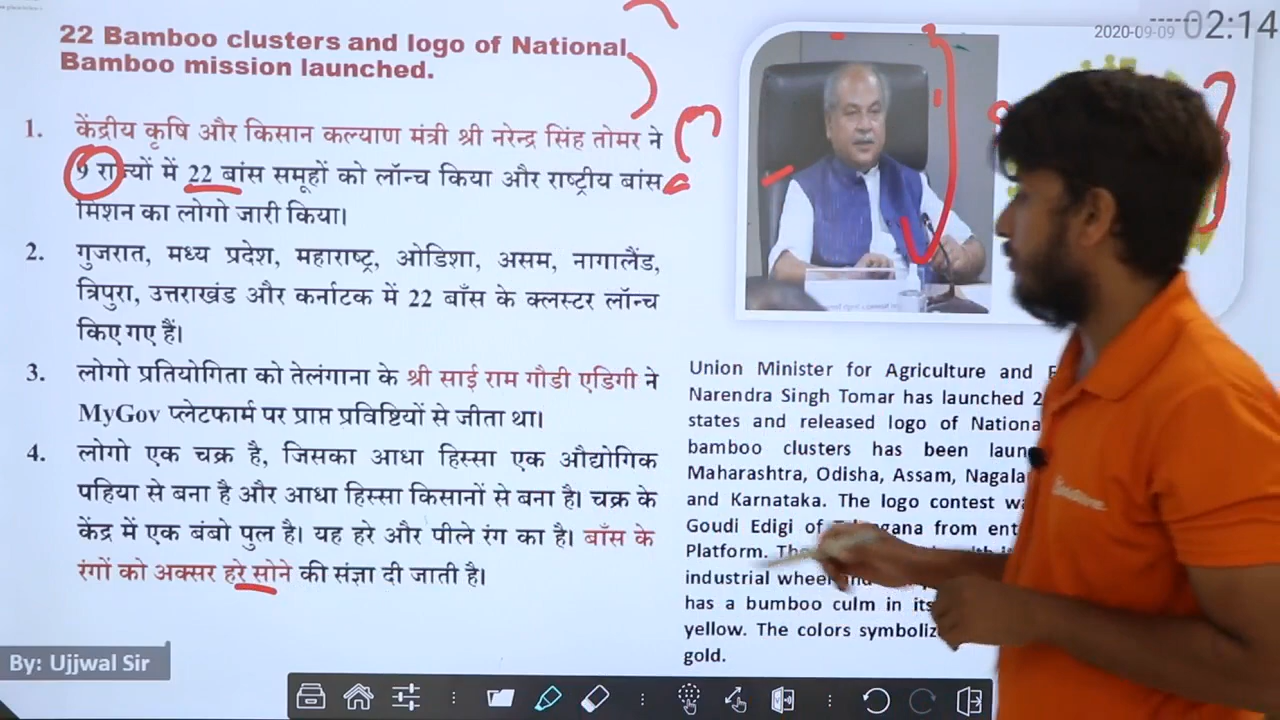 2020-09-09 02:14
22 Bamboo clusters and logo of National
Bamboo mission launched.
1. केंद्रीय कृषि और किसान कल्याण मंत्री श्री नरेन्द्र सिंह तोमर ने
9 राज्यों में 22 बांस समूहों को लॉन्च किया और राष्ट्रीय बांस
मिशन का लोगो जारी किया।
2. गुजरात, मध्य प्रदेश, महाराष्ट्र, ओडिशा, असम, नागालैंड,
त्रिपुरा, उत्तराखंड और कर्नाटक में 22 बाँस के क्लस्टर लॉन्च
किए गए हैं।
3. लोगो प्रतियोगिता को तेलंगाना के श्री साई राम गौडी एडिगी ने
MyGov प्लेटफार्म पर प्राप्त प्रविष्टियों से जीता था।
4. लोगो एक चक्र है, जिसका आधा हिस्सा एक औद्योगिक
पहिया से बना है और आधा हिस्सा किसानों से बना है। चक्र के
केंद्र में एक बंबो पुल है। यह हरे और पीले रंग का है। बाँस के
रंगों को अक्सर हरे सोने की संज्ञा दी जाती है।
Union Minister for Agriculture and
Narendra Singh Tomar has launched
states and released logo of
bamboo clusters has been
Maharashtra, Odisha, Assam,
and Karnataka. The logo contest
Goudi Edigi of from
Platform.
industrial wheel
has a bumboo culm in its
yellow. The colors
gold.
By: Ujjwal Sir